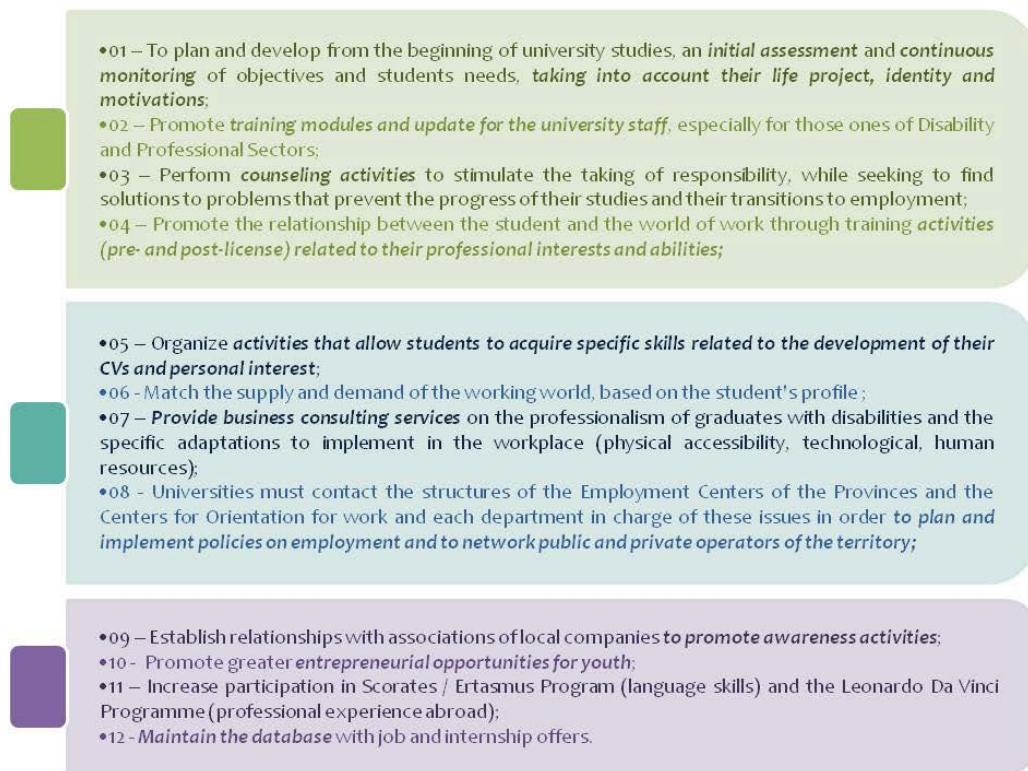 •01 – To plan and develop from the beginning of university studies, an initial assessment and continuous
monitoring of objectives and students needs, taking into account their life project, identity and
motivations;
•02 – Promote training modules and update for the university staff, especially for those ones of Disability
and Professional Sectors;
•03 – Perform counseling activities to stimulate the taking of responsibility, while seeking to find
solutions to problems that prevent the progress of their studies and their transitions to employment;
•04 – Promote the relationship between the student and the world of work through training activities
(pre- and post-license) related to their professional interests and abilities;
•05 – Organize activities that allow students to acquire specific skills related to the development of their
CVs and personal interest;
•06 - Match the supply and demand of the working world, based on the student's profile ;
•07 – Provide business consulting services on the professionalism of graduates with disabilities and the
specific adaptations to implement in the workplace (physical accessibility, technological, human
resources);
•08 - Universities must contact the structures of the Employment Centers of the Provinces and the
Centers for Orientation for work and each department in charge of these issues in order to plan and
implement policies on employment and to network public and private operators of the territory;
•09 – Establish relationships with associations of local companies to promote awareness activities;
•10 - Promote greater entrepreneurial opportunities for youth;
•11 – Increase participation in Scorates / Ertasmus Program (language skills) and the Leonardo Da Vinci
Programme (professional experience abroad);
•12 - Maintain the database with job and internship offers.